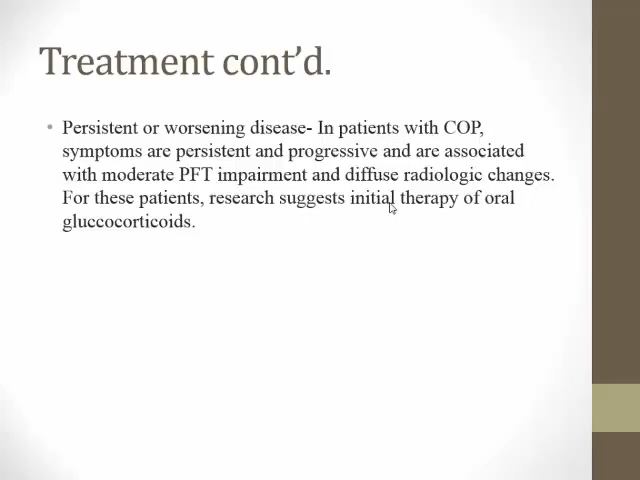 Treatment cont’d.
• Persistent or worsening disease- In patients with COP,
symptoms are persistent and progressive and are associated
with moderate PFT impairment and diffuse radiologic changes.
For these patients, research suggests initial therapy of oral
gluccocorticoids.